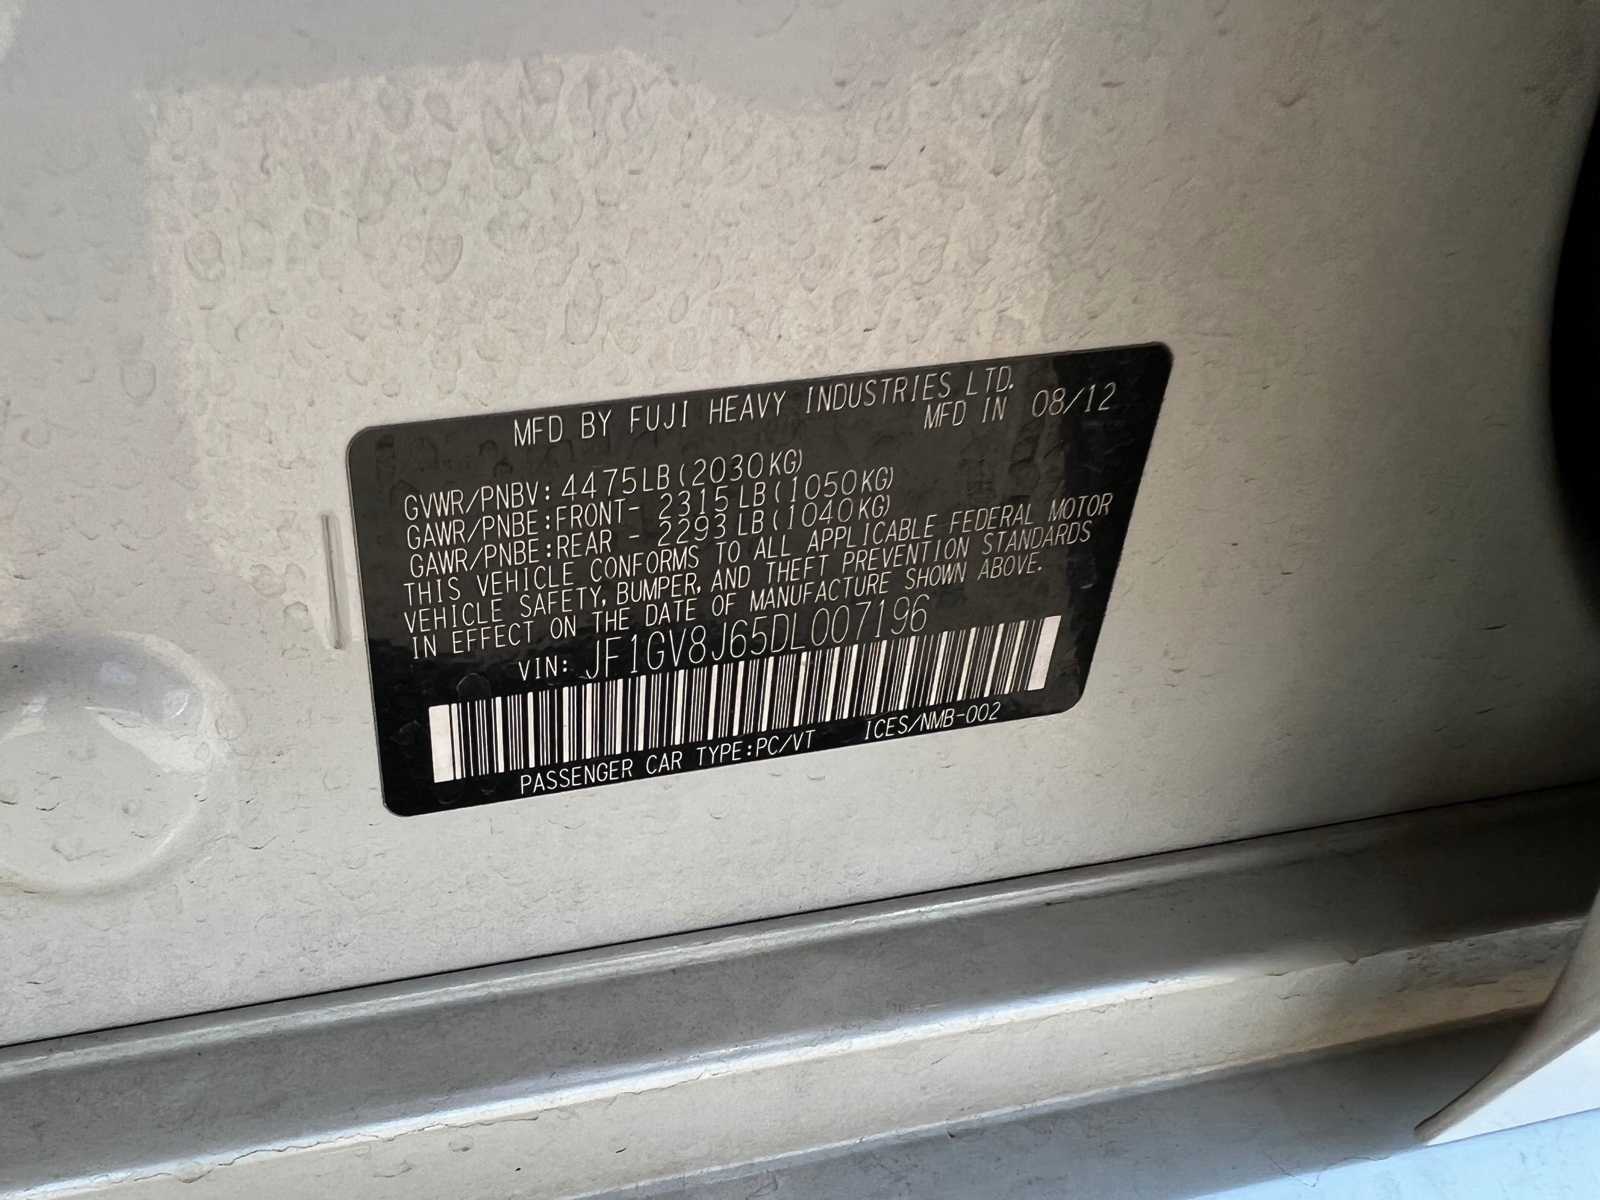 MFD BY FUJI HEAVY INDUSTRIES LTD.
MFD IN 08/12
GVWR/PNBV: 4475LB(2030KG)
GAWR/PNBE:FRONT- 2315LB(1050KG)
GAWR/PNBE:REAR - 2293LB(1040KG)
THIS VEHICLE CONFORMS TO ALL APPLICABLE FEDERAL MOTOR
VEHICLE SAFETY, BUMPER, AND THEFT PREVENTION STANDARDS
IN EFFECT ON THE DATE OF MANUFACTURE SHOWN ABOVE.
VIN: JF1GV8J65DL007196
PASSENGER CAR TYPE:PC/VT ICES/NMB-002